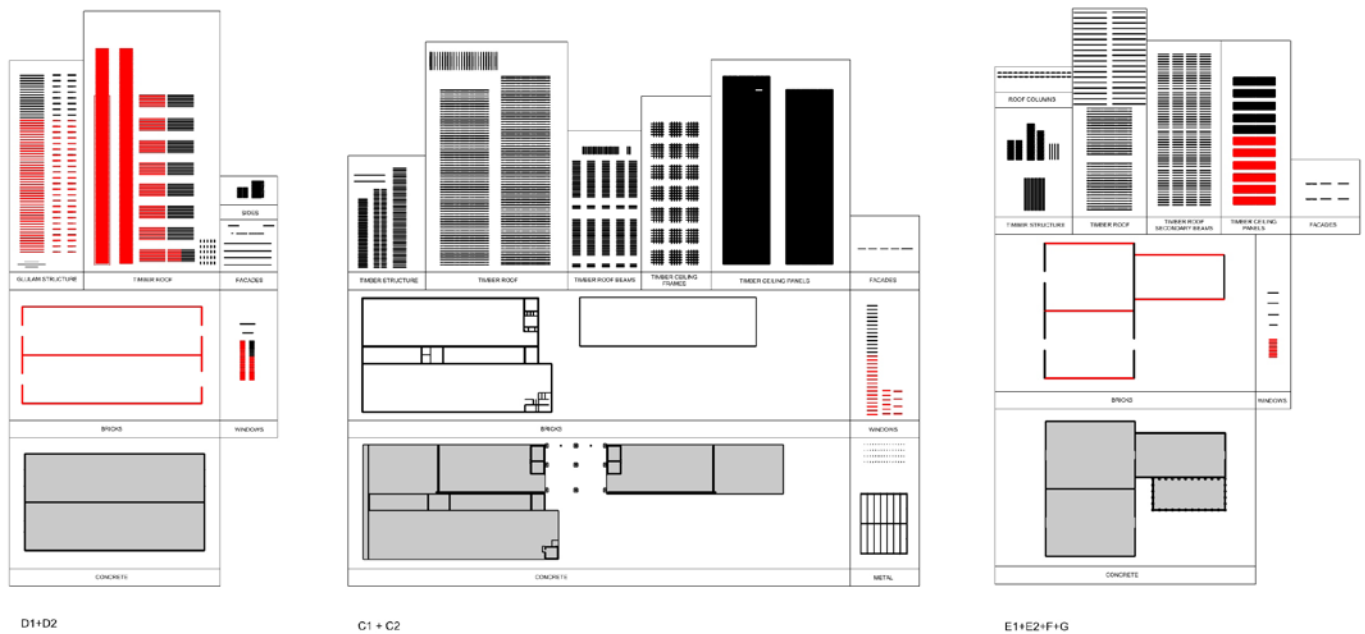 ROOF COLUMNS
SIDES
TIMBER STRUCTURE
TIMBER ROOF
TIMBER ROOF
SECONDARY BEAMS
TIMBER CEILING
PANELS
FACADES
GLULAM STRUCTURE
TIMBER ROOF
FACADES
TIMBER STRUCTURE
TIMBER ROOF
TIMBER ROOF BEAMS
TIMBER CEILING
FRAMES
TIMBER CEILING PANELS
FACADES
BRICKS
WINDOWS
BRICKS
WINDOWS
BRICKS
WINDOWS
CONCRETE
CONCRETE
METAL
CONCRETE
D1+D2
C1 + C2
E1+E2+F+G